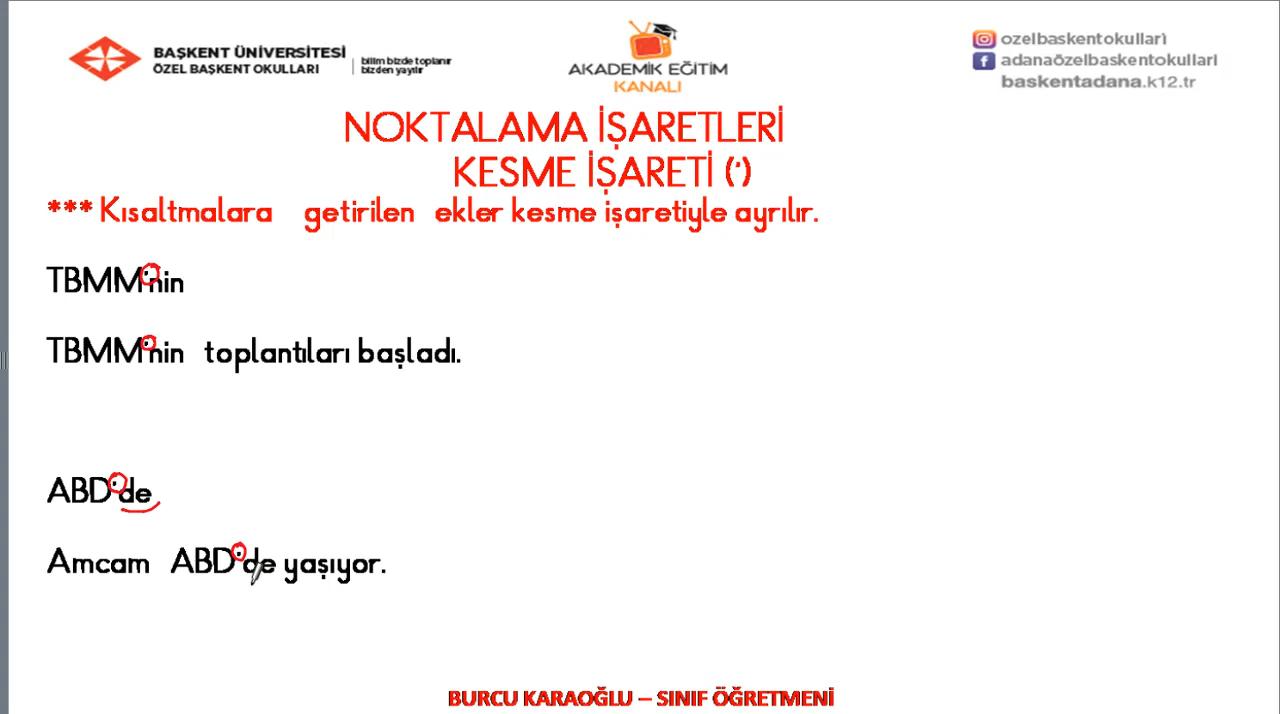 BAŞKENT ÜNİVERSİTESİ
ÖZEL BAŞKENT OKULLARI
bilim bizde toplanır
bizden yayılır
AKADEMİK EĞİTİM
KANALI
ozelbaskentokullari
adanaözelbaskentokullari
baskentadana.k12.tr
NOKTALAMA İŞARETLERİ
KESME İŞARETİ (')
*** Kısaltmalara getirilen ekler kesme işaretiyle ayrılır.
TBMM'nin
TBMM'nin toplantıları başladı.
ABD'de
Amcam ABD'de yaşıyor.
BURCU KARAOĞLU – SINIF ÖĞRETMENİ